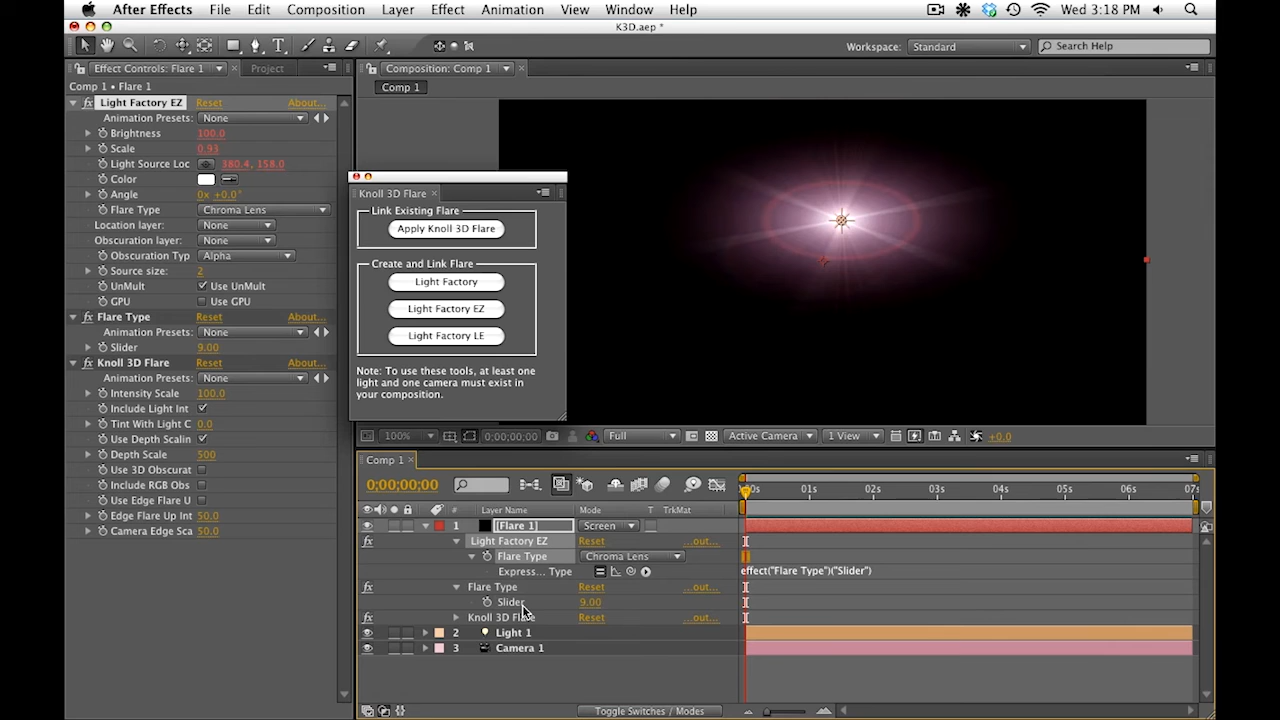 After Effects File Edit Composition Layer Effect Animation View Window Help Wed 3:18 PM
K3D.aep *
Workspace: Standard Search Help
Effect Controls: Flare 1 Project
Composition: Comp 1
Comp 1 • Flare 1
Comp 1
Light Factory EZ Reset About...
Animation Presets: None
Brightness 100.0
Scale 0.93
Light Source Loc 380.4, 158.0
Color
Angle 0x +0.0°
Flare Type Chroma Lens
Location layer: None
Obscuration layer: None
Obscuration Typ Alpha
Source size: 2
UnMult Use UnMult
GPU Use GPU
Flare Type Reset About...
Animation Presets: None
Slider 9.00
Knoll 3D Flare Reset About...
Animation Presets: None
Intensity Scale 100.0
Include Light Int
Tint With Light C 0.0
Use Depth Scalin
Depth Scale 500
Use 3D Obscurat
Include RGB Obs
Use Edge Flare U
Edge Flare Up Int 50.0
Camera Edge Sca 50.0
Knoll 3D Flare
Link Existing Flare
Apply Knoll 3D Flare
Create and Link Flare
Light Factory
Light Factory EZ
Light Factory LE
Note: To use these tools, at least one
light and one camera must exist in
your composition.
100% 0;00;00;00 Full Active Camera 1 View +0.0
Comp 1
0;00;00;00
01s 02s 03s 04s 05s 06s 07s
# Layer Name Mode T TrkMat
1 [Flare 1] Screen
Light Factory EZ Reset ...out...
Flare Type Chroma Lens
Express... Type effect("Flare Type")("Slider")
Flare Type Reset ...out...
Slider 9.00
Knoll 3D Flare Reset ...out...
2 Light 1
3 Camera 1
Toggle Switches / Modes